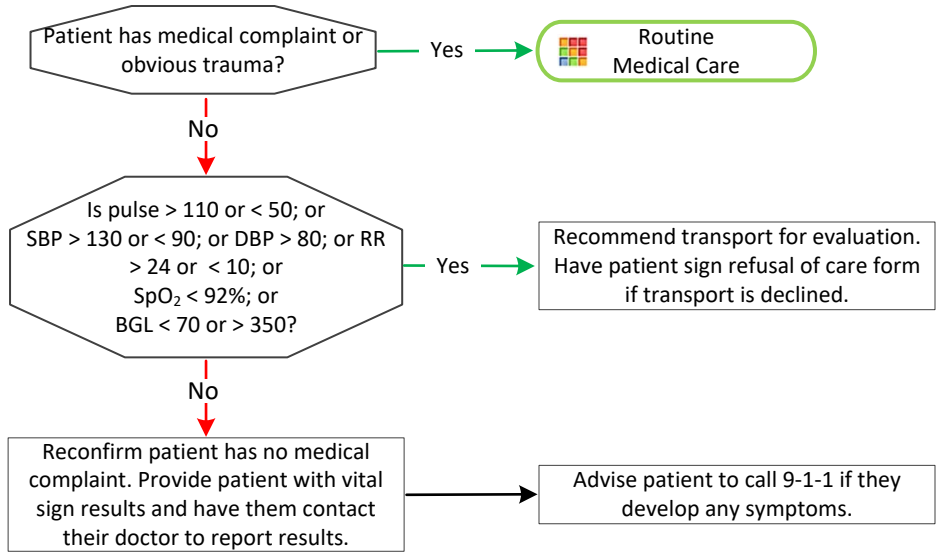 Patient has medical complaint or
obvious trauma?
Yes
Routine
Medical Care
No
Is pulse > 110 or < 50; or
SBP > 130 or < 90; or DBP > 80; or RR
> 24 or < 10; or
SpO₂ < 92%; or
BGL < 70 or > 350?
Yes
Recommend transport for evaluation.
Have patient sign refusal of care form
if transport is declined.
No
Reconfirm patient has no medical
complaint. Provide patient with vital
sign results and have them contact
their doctor to report results.
Advise patient to call 9-1-1 if they
develop any symptoms.